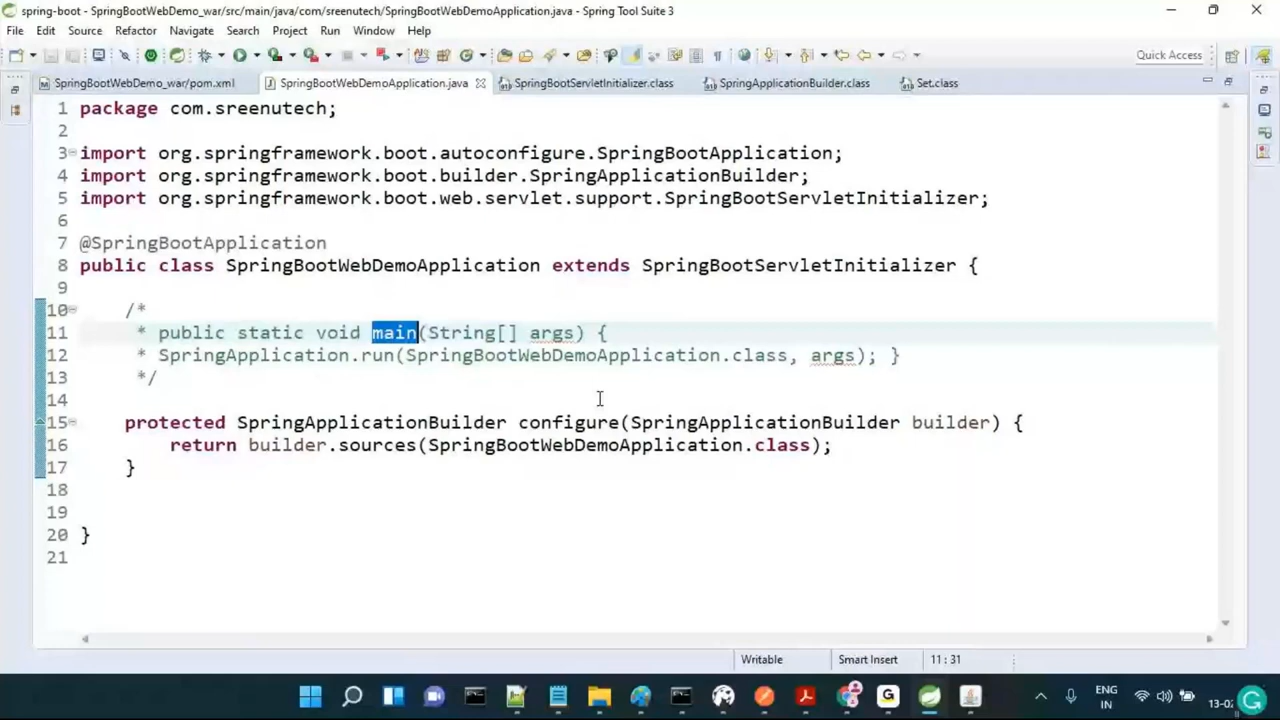 spring-boot - SpringBootWebDemo_war/src/main/java/com/sreenutech/SpringBootWebDemoApplication.java - Spring Tool Suite 3
File Edit Source Refactor Navigate Search Project Run Window Help
Quick Access
SpringBootWebDemo_war/pom.xml SpringBootWebDemoApplication.java SpringBootServletInitializer.class SpringApplicationBuilder.class Set.class
1 package com.sreenutech;
2
3 import org.springframework.boot.autoconfigure.SpringBootApplication;
4 import org.springframework.boot.builder.SpringApplicationBuilder;
5 import org.springframework.boot.web.servlet.support.SpringBootServletInitializer;
6
7 @SpringBootApplication
8 public class SpringBootWebDemoApplication extends SpringBootServletInitializer {
9
10 /*
11 * public static void main(String[] args) {
12 * SpringApplication.run(SpringBootWebDemoApplication.class, args); }
13 */
14
15 protected SpringApplicationBuilder configure(SpringApplicationBuilder builder) {
16 return builder.sources(SpringBootWebDemoApplication.class);
17 }
18
19
20 }
21
Writable Smart Insert 11 : 31
ENG
IN
13-02